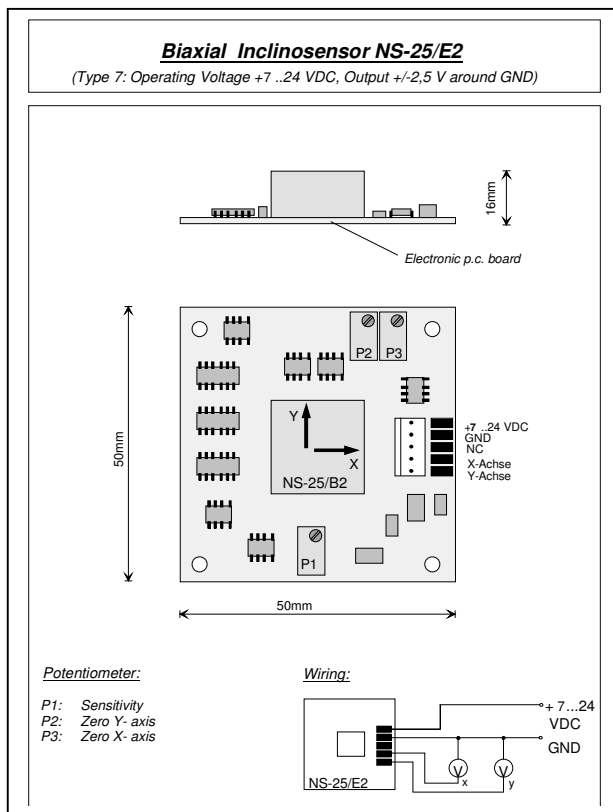 Biaxial Inclinosensor NS-25/E2
(Type 7: Operating Voltage +7 ..24 VDC, Output +/-2,5 V around GND)
16mm
Electronic p.c. board
P2 P3
50mm
Y
X
NS-25/B2
+7 ..24 VDC
GND
NC
X-Achse
Y-Achse
P1
50mm
Potentiometer:
P1: Sensitivity
P2: Zero Y- axis
P3: Zero X- axis
Wiring:
+ 7...24
VDC
GND
V x
V y
NS-25/E2